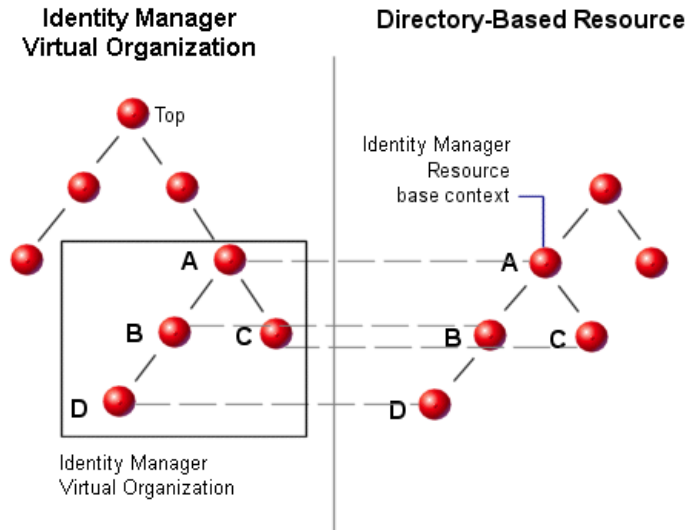 Identity Manager
Virtual Organization
Directory-Based Resource
Top
Identity Manager
Resource
base context
A
A
B
C
B
C
D
D
Identity Manager
Virtual Organization